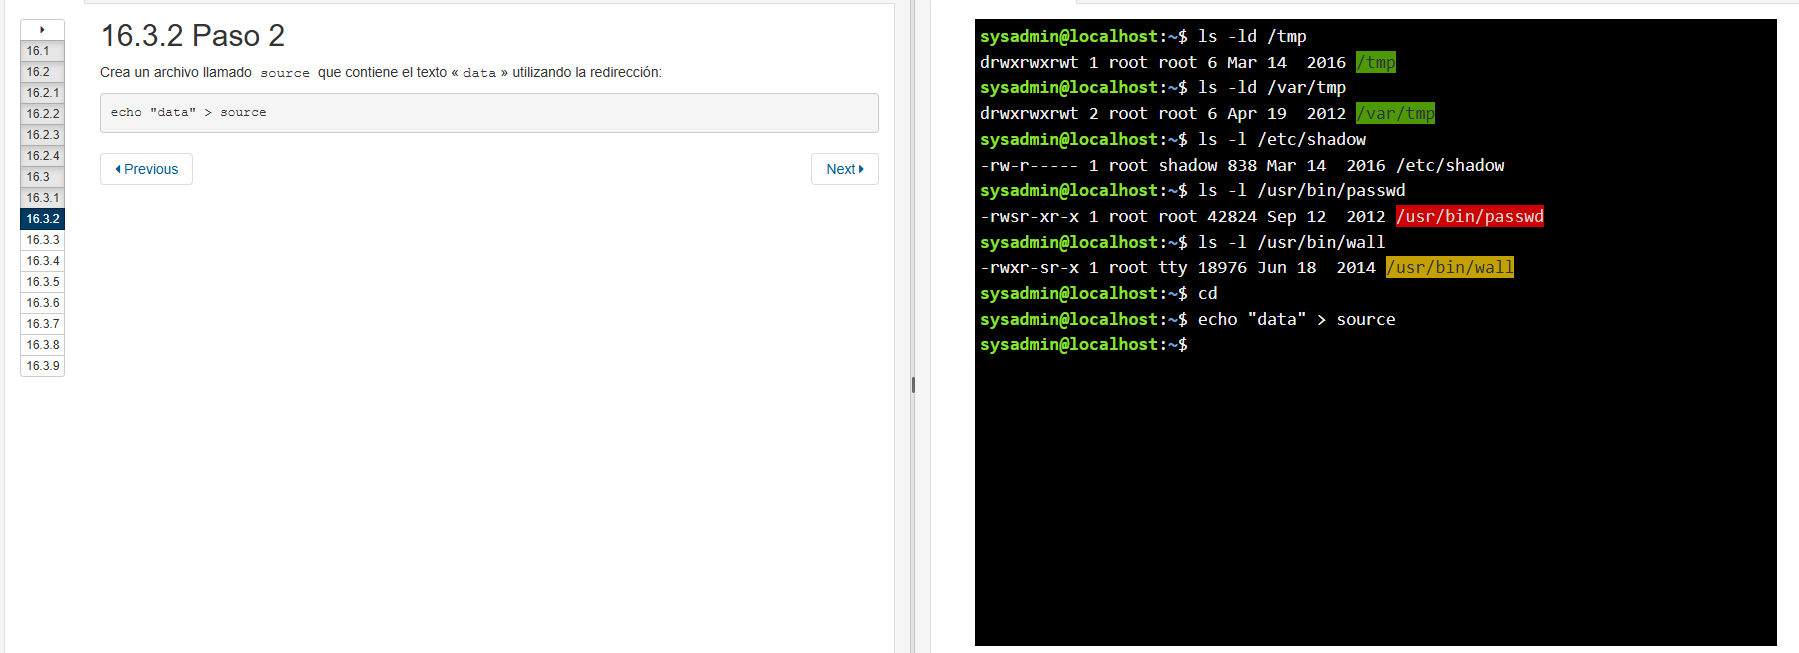 16.1
16.2
16.2.1
16.2.2
16.2.3
16.2.4
16.3
16.3.1
16.3.2
16.3.3
16.3.4
16.3.5
16.3.6
16.3.7
16.3.8
16.3.9
16.3.2 Paso 2
Crea un archivo llamado source que contiene el texto « data » utilizando la redirección:
echo "data" > source
Previous
Next
sysadmin@localhost:~$ ls -ld /tmp
drwxrwxrwt 1 root root 6 Mar 14  2016 /tmp
sysadmin@localhost:~$ ls -ld /var/tmp
drwxrwxrwt 2 root root 6 Apr 19  2012 /var/tmp
sysadmin@localhost:~$ ls -l /etc/shadow
-rw-r----- 1 root shadow 838 Mar 14  2016 /etc/shadow
sysadmin@localhost:~$ ls -l /usr/bin/passwd
-rwsr-xr-x 1 root root 42824 Sep 12  2012 /usr/bin/passwd
sysadmin@localhost:~$ ls -l /usr/bin/wall
-rwxr-sr-x 1 root tty 18976 Jun 18  2014 /usr/bin/wall
sysadmin@localhost:~$ cd
sysadmin@localhost:~$ echo "data" > source
sysadmin@localhost:~$